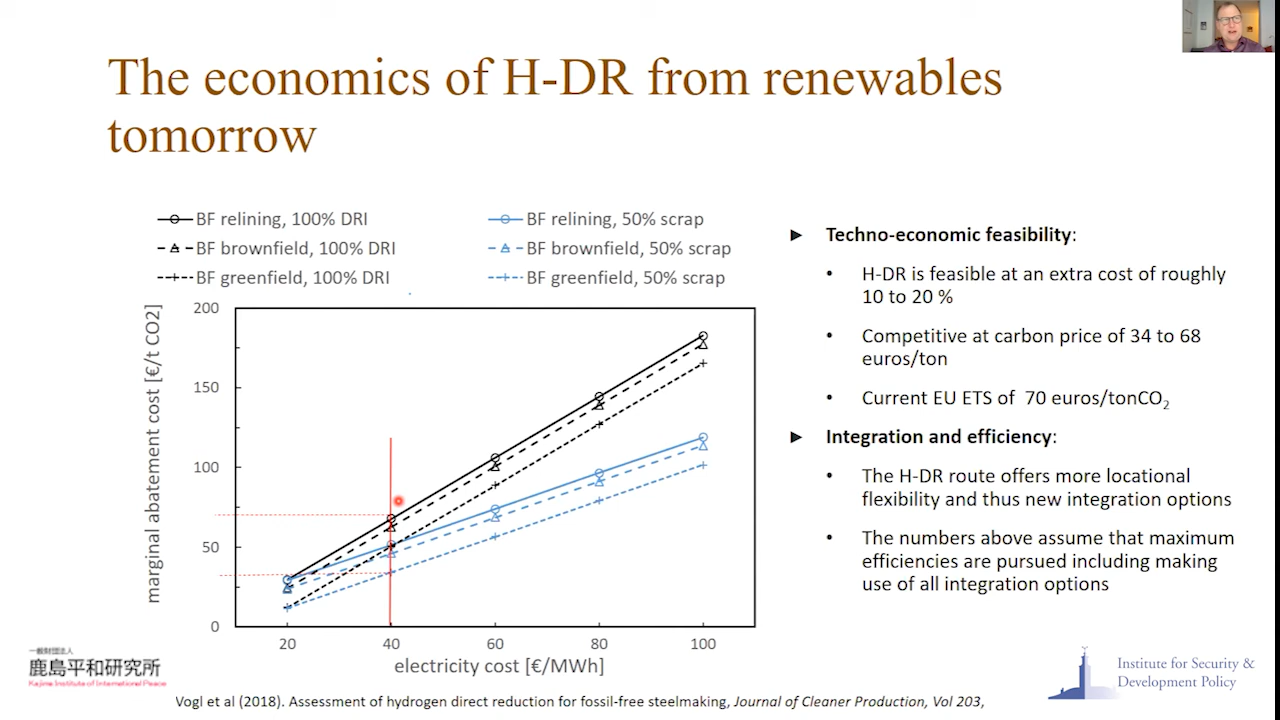 The economics of H-DR from renewables
tomorrow
BF relining, 100% DRI
BF relining, 50% scrap
BF brownfield, 100% DRI
BF brownfield, 50% scrap
BF greenfield, 100% DRI
BF greenfield, 50% scrap
marginal abatement cost [€/t CO2]
200
150
100
50
0
20
40
60
80
100
electricity cost [€/MWh]
► Techno-economic feasibility:
• H-DR is feasible at an extra cost of roughly
10 to 20 %
• Competitive at carbon price of 34 to 68
euros/ton
• Current EU ETS of 70 euros/tonCO2
► Integration and efficiency:
• The H-DR route offers more locational
flexibility and thus new integration options
• The numbers above assume that maximum
efficiencies are pursued including making
use of all integration options
一般財団法人
鹿島平和研究所
Kajima Institute of International Peace
Institute for Security &
Development Policy
Vogl et al (2018). Assessment of hydrogen direct reduction for fossil-free steelmaking, Journal of Cleaner Production, Vol 203,